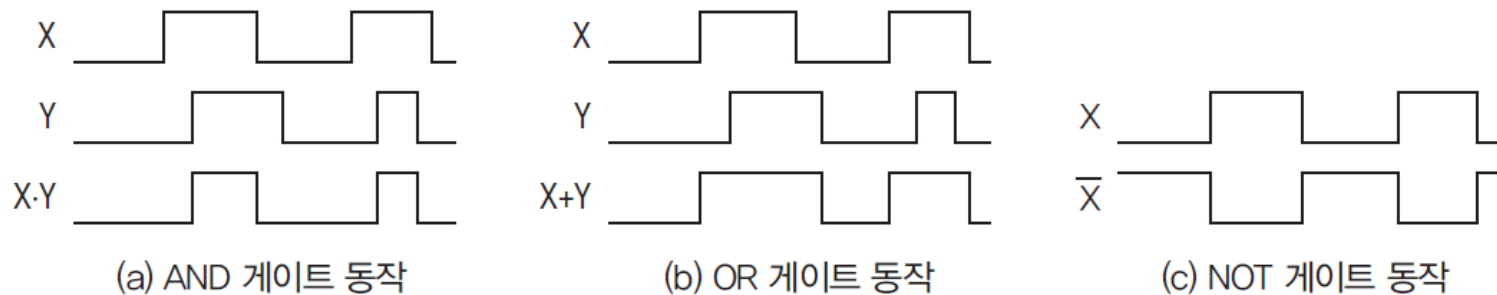 X
Y
X·Y
(a) AND 게이트 동작
X
Y
X+Y
(b) OR 게이트 동작
X
X̅
(c) NOT 게이트 동작